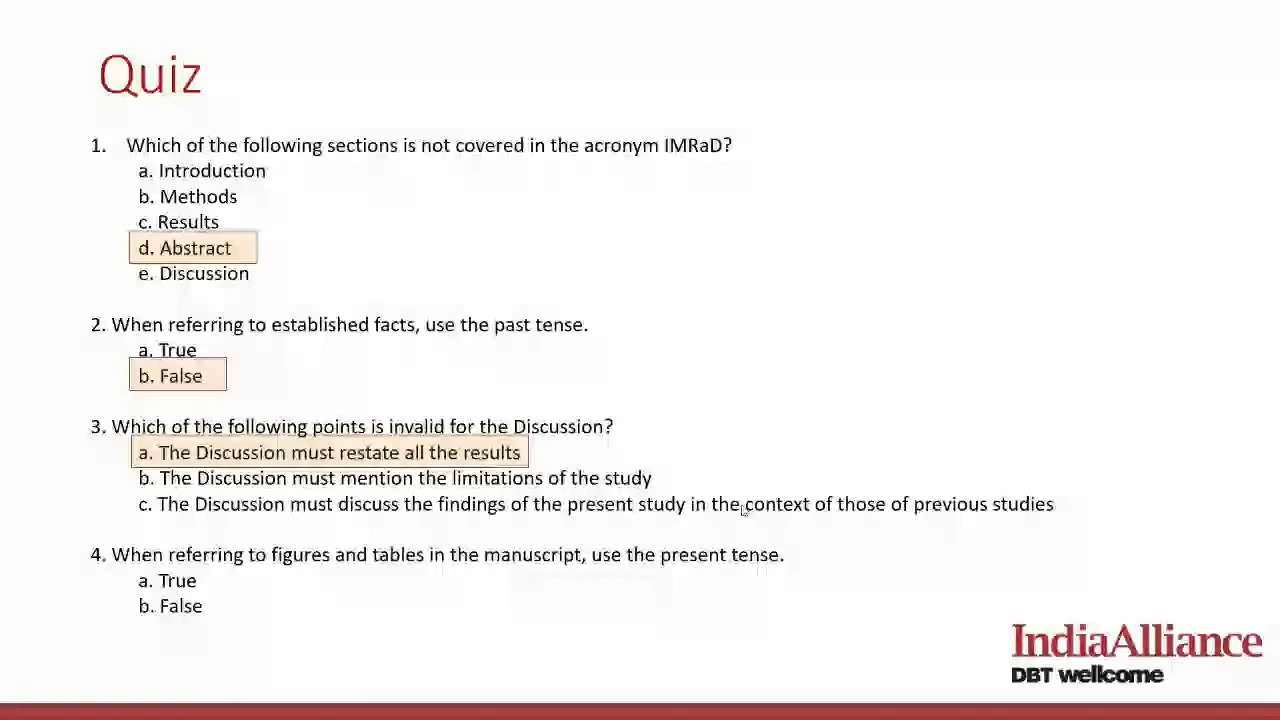 Quiz
1. Which of the following sections is not covered in the acronym IMRaD?
a. Introduction
b. Methods
c. Results
d. Abstract
e. Discussion
2. When referring to established facts, use the past tense.
a. True
b. False
3. Which of the following points is invalid for the Discussion?
a. The Discussion must restate all the results
b. The Discussion must mention the limitations of the study
c. The Discussion must discuss the findings of the present study in the context of those of previous studies
4. When referring to figures and tables in the manuscript, use the present tense.
a. True
b. False
IndiaAlliance
DBT wellcome